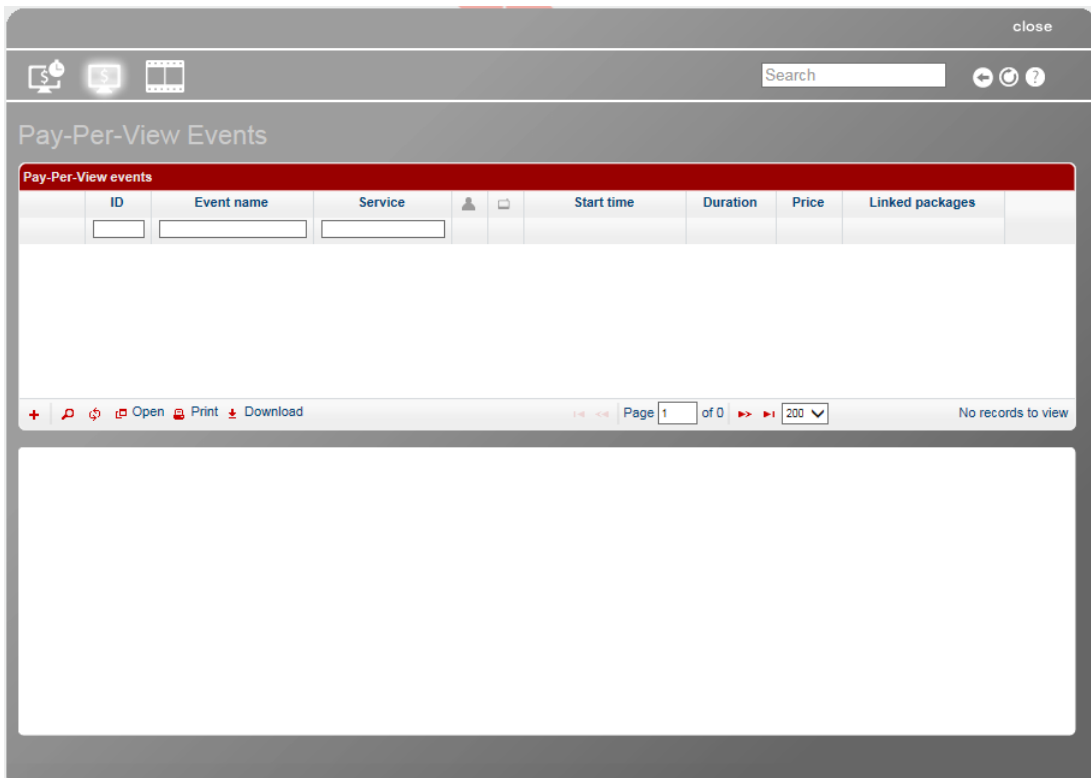 close
Search
Pay-Per-View Events
Pay-Per-View events
ID Event name Service Start time Duration Price Linked packages
Open Print Download Page 1 of 0 200 No records to view